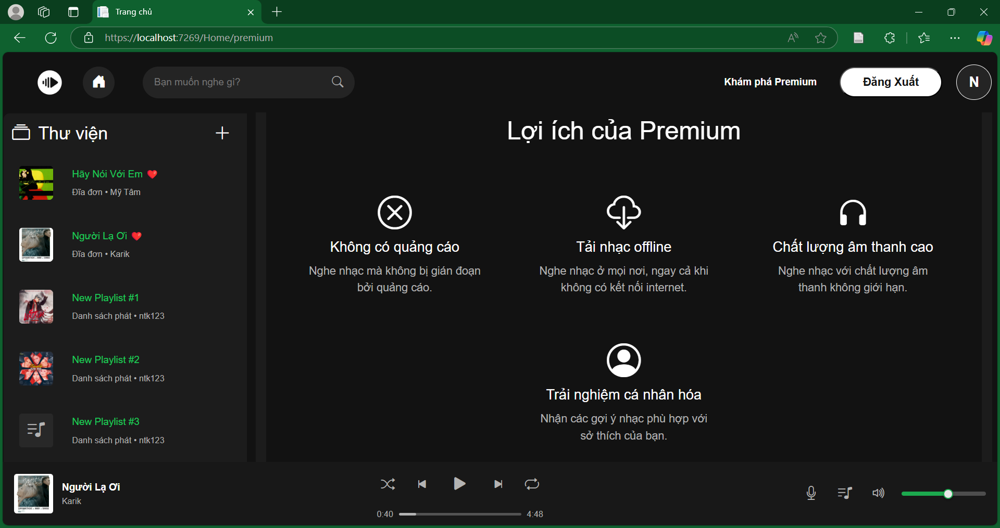 Trang chủ
https://localhost:7269/Home/premium
Bạn muốn nghe gì?
Khám phá Premium
Đăng Xuất
N
Thư viện
Hãy Nói Với Em ❤️
Đĩa đơn • Mỹ Tâm
Người Lạ Ơi ❤️
Đĩa đơn • Karik
New Playlist #1
Danh sách phát • ntk123
New Playlist #2
Danh sách phát • ntk123
New Playlist #3
Danh sách phát • ntk123
Lợi ích của Premium
Không có quảng cáo
Nghe nhạc mà không bị gián đoạn
bởi quảng cáo.
Tải nhạc offline
Nghe nhạc ở mọi nơi, ngay cả khi
không có kết nối internet.
Chất lượng âm thanh cao
Nghe nhạc với chất lượng âm
thanh không giới hạn.
Trải nghiệm cá nhân hóa
Nhận các gợi ý nhạc phù hợp với
sở thích của bạn.
Người Lạ Ơi
Karik
0:40
4:48